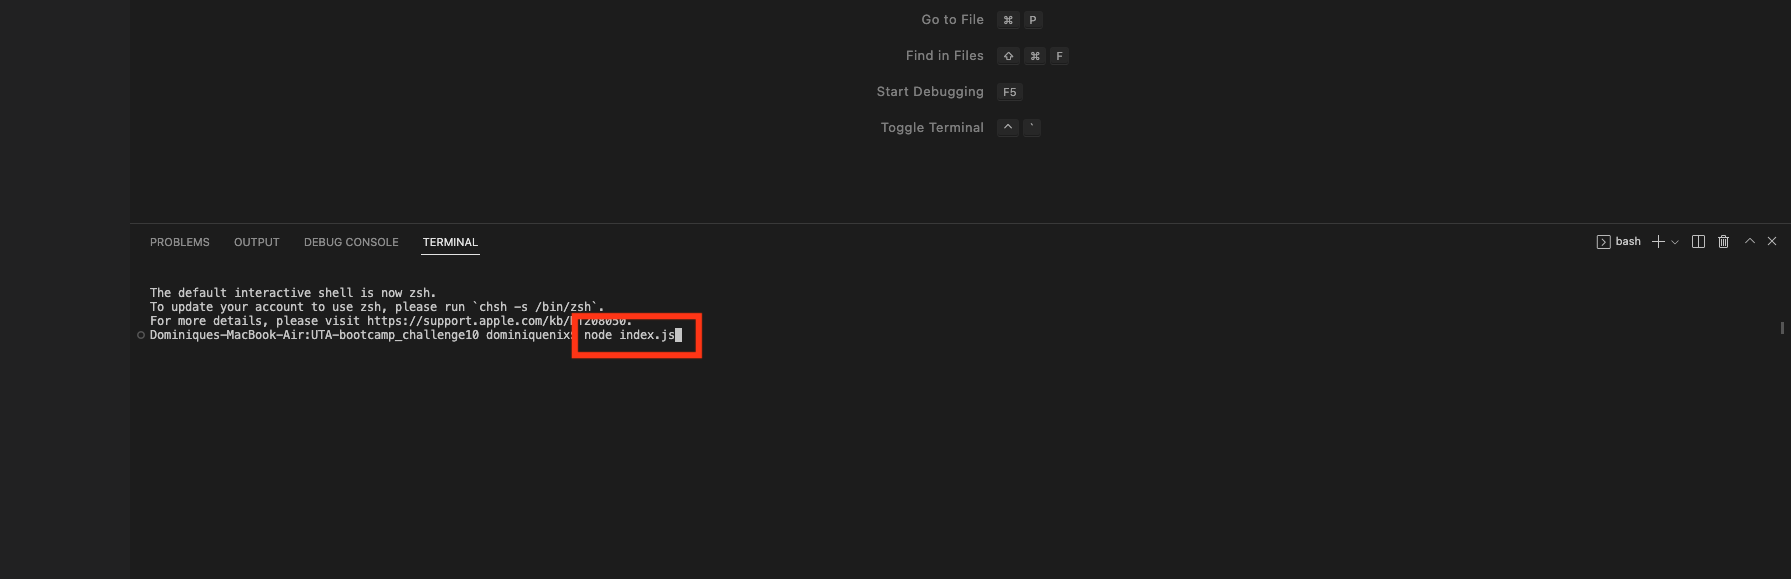 Go to File ⌘ P
Find in Files ⇧ ⌘ F
Start Debugging F5
Toggle Terminal ^ `
PROBLEMS OUTPUT DEBUG CONSOLE TERMINAL bash
The default interactive shell is now zsh.
To update your account to use zsh, please run `chsh -s /bin/zsh`.
For more details, please visit https://support.apple.com/kb/HT208050.
Dominiques-MacBook-Air:UTA-bootcamp_challenge10 node index.js